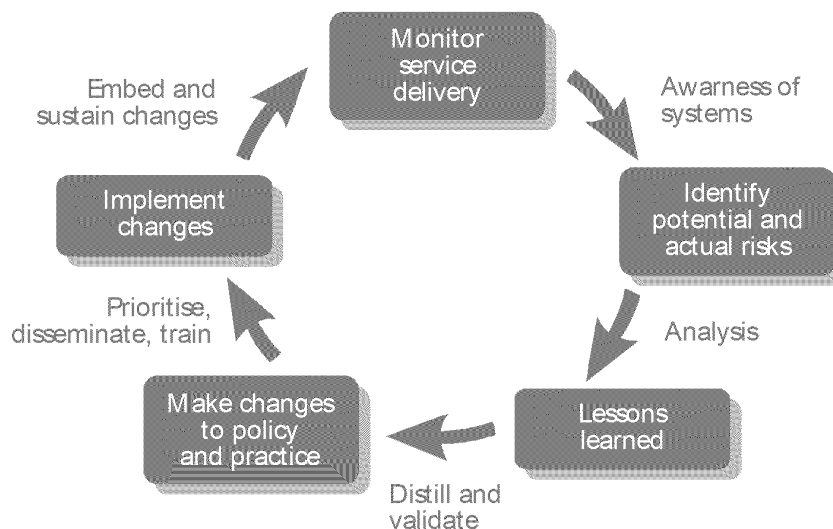 Monitor
service
delivery
Awarness of
systems
Identify
potential and
actual risks
Analysis
Lessons
learned
Distill and
validate
Make changes
to policy
and practice
Prioritise,
disseminate, train
Implement
changes
Embed and
sustain changes